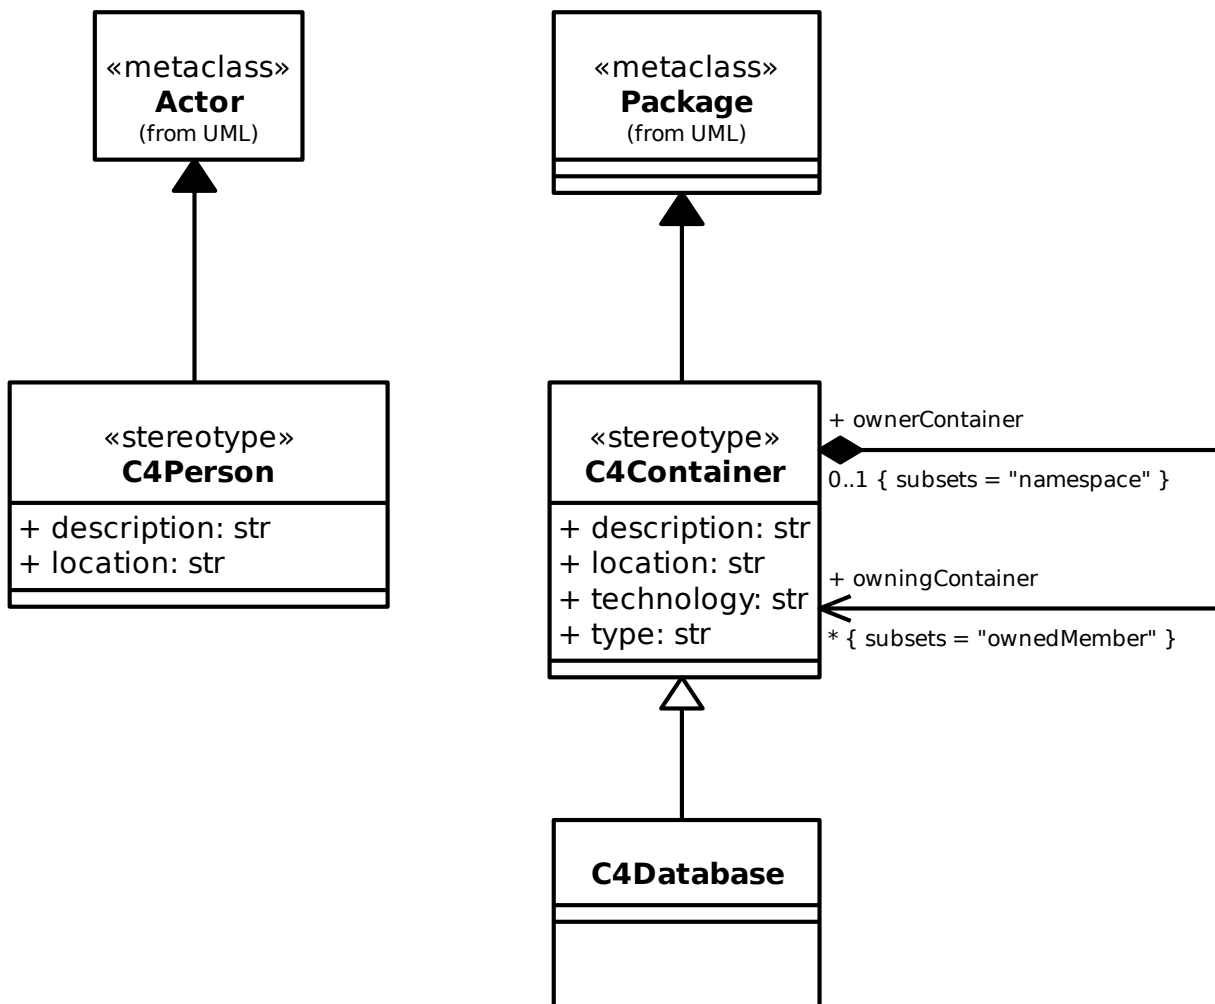 «metaclass»
Actor
(from UML)
«metaclass»
Package
(from UML)
«stereotype»
C4Person
+ description: str
+ location: str
«stereotype»
C4Container
+ description: str
+ location: str
+ technology: str
+ type: str
+ ownerContainer
0..1 { subsets = "namespace" }
+ owningContainer
* { subsets = "ownedMember" }
C4Database